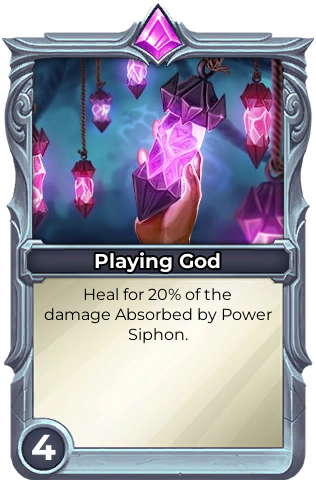 Playing God
Heal for 20% of the
damage Absorbed by Power
Siphon.
4